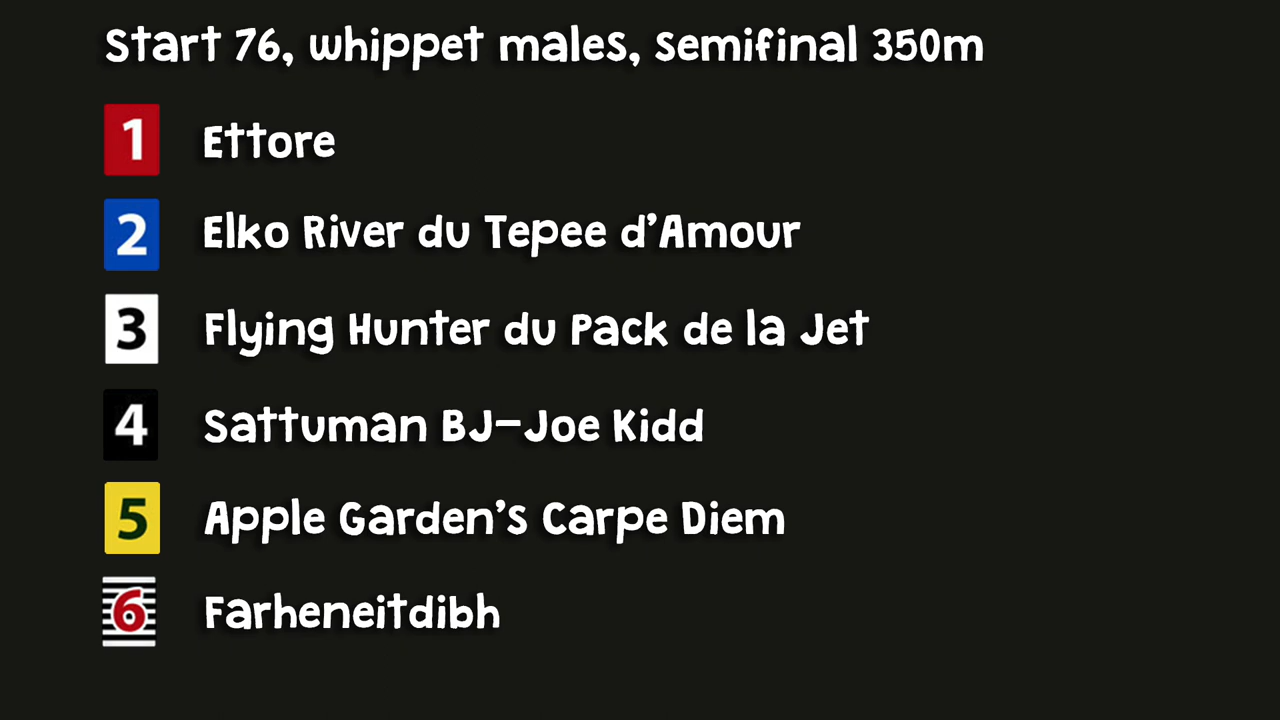 Start 76, whippet males, semifinal 350m
1 Ettore
2 Elko River du Tepee d'Amour
3 Flying Hunter du Pack de la Jet
4 Sattuman BJ-Joe Kidd
5 Apple Garden's Carpe Diem
6 Farheneitdibh